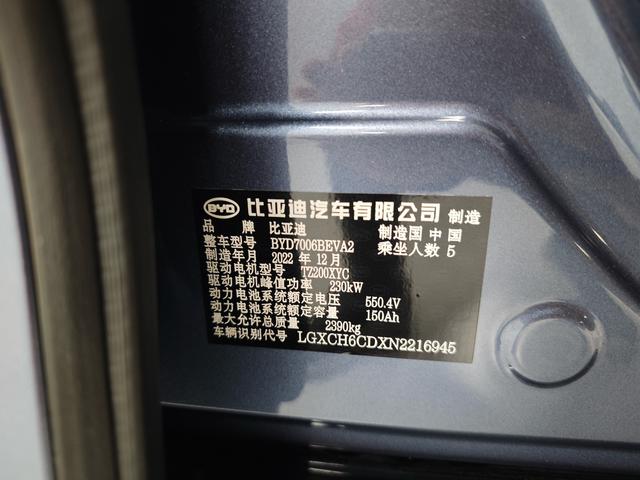 BYD 比亚迪汽车有限公司 制造
品牌 比亚迪 制造国 中国
整车型号 BYD7006BEVA2 乘坐人数 5
制造年月 2022 年 12 月
驱动电机型号 TZ200XYC
驱动电机峰值功率 230kW
动力电池系统额定电压 550.4V
动力电池系统额定容量 150Ah
最大允许总质量 2390kg
车辆识别代号 LGXCH6CDXN2216945